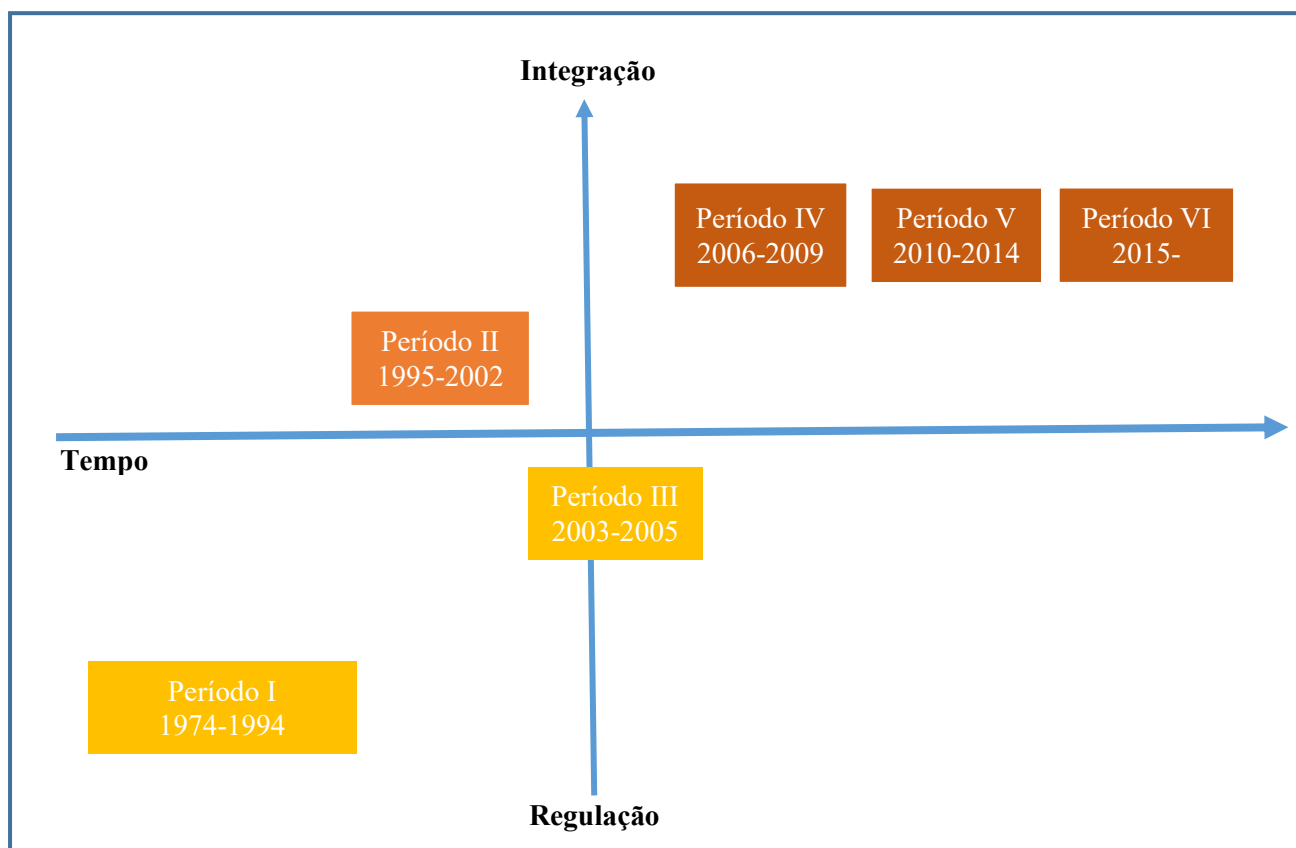 Integração
Período IV
2006-2009
Período V
2010-2014
Período VI
2015-
Período II
1995-2002
Tempo
Período III
2003-2005
Período I
1974-1994
Regulação